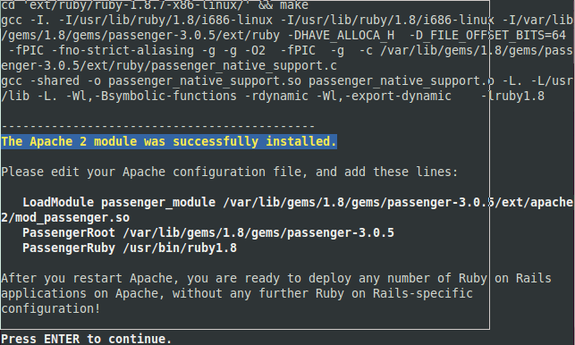 cd 'ext/ruby/ruby-1.8.7-x86-linux/' && make
gcc -I. -I/usr/lib/ruby/1.8/i686-linux -I/usr/lib/ruby/1.8/i686-linux -I/var/lib
/gems/1.8/gems/passenger-3.0.5/ext/ruby -DHAVE_ALLOCA_H  -D_FILE_OFFSET_BITS=64
 -fPIC -fno-strict-aliasing -g -g -O2  -fPIC  -g  -c /var/lib/gems/1.8/gems/pass
enger-3.0.5/ext/ruby/passenger_native_support.c
gcc -shared -o passenger_native_support.so passenger_native_support.o -L. -L/usr
/lib -L. -Wl,-Bsymbolic-functions -rdynamic -Wl,-export-dynamic    -lruby1.8
--------------------------------------------
The Apache 2 module was successfully installed.
Please edit your Apache configuration file, and add these lines:
LoadModule passenger_module /var/lib/gems/1.8/gems/passenger-3.0.5/ext/apache
2/mod_passenger.so
PassengerRoot /var/lib/gems/1.8/gems/passenger-3.0.5
PassengerRuby /usr/bin/ruby1.8
After you restart Apache, you are ready to deploy any number of Ruby on Rails
applications on Apache, without any further Ruby on Rails-specific
configuration!
Press ENTER to continue.